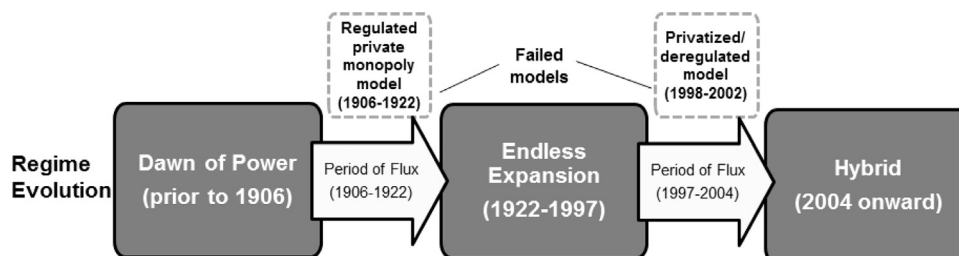 Regulated
private
monopoly
model
(1906-1922)
Failed
models
Privatized/
deregulated
model
(1998-2002)
Regime
Evolution
Dawn of Power
(prior to 1906)
Period of Flux
(1906-1922)
Endless
Expansion
(1922-1997)
Period of Flux
(1997-2004)
Hybrid
(2004 onward)